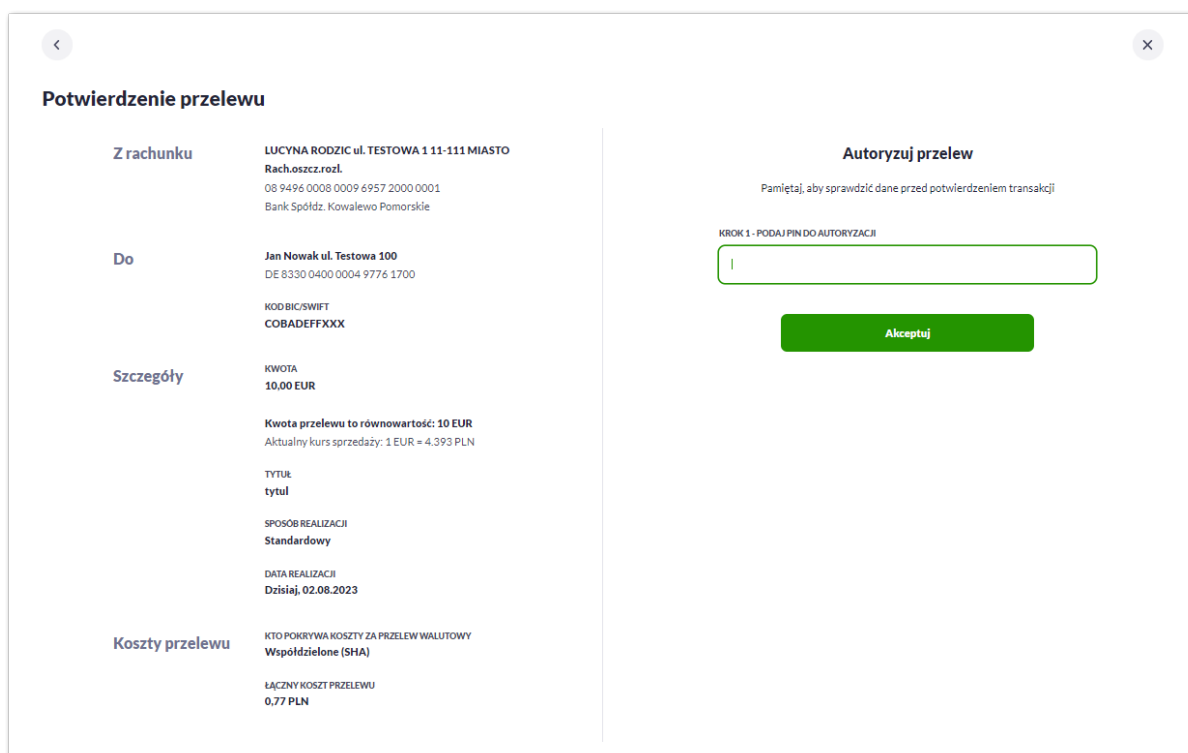 Potwierdzenie przelewu
Z rachunku
LUCYNA RODZIC ul. TESTOWA 1 11-111 MIASTO
Rach.oszcz.rozl.
08 9496 0008 0009 6957 2000 0001
Bank Spółdz. Kowalewo Pomorskie
Do
Jan Nowak ul. Testowa 100
DE 8330 0400 0004 9776 1700
KOD BIC/SWIFT
COBADEFFXXX
Szczegóły
KWOTA
10,00 EUR
Kwota przelewu to równowartość: 10 EUR
Aktualny kurs sprzedaży: 1 EUR = 4.393 PLN
TYTUŁ
tytul
SPOSÓB REALIZACJI
Standardowy
DATA REALIZACJI
Dzisiaj, 02.08.2023
Koszty przelewu
KTO POKRYWA KOSZTY ZA PRZELEW WALUTOWY
Współdzielone (SHA)
ŁĄCZNY KOSZT PRZELEWU
0,77 PLN
Autoryzuj przelew
Pamiętaj, aby sprawdzić dane przed potwierdzeniem transakcji
KROK 1 - PODAJ PIN DO AUTORYZACJI
Akceptuj